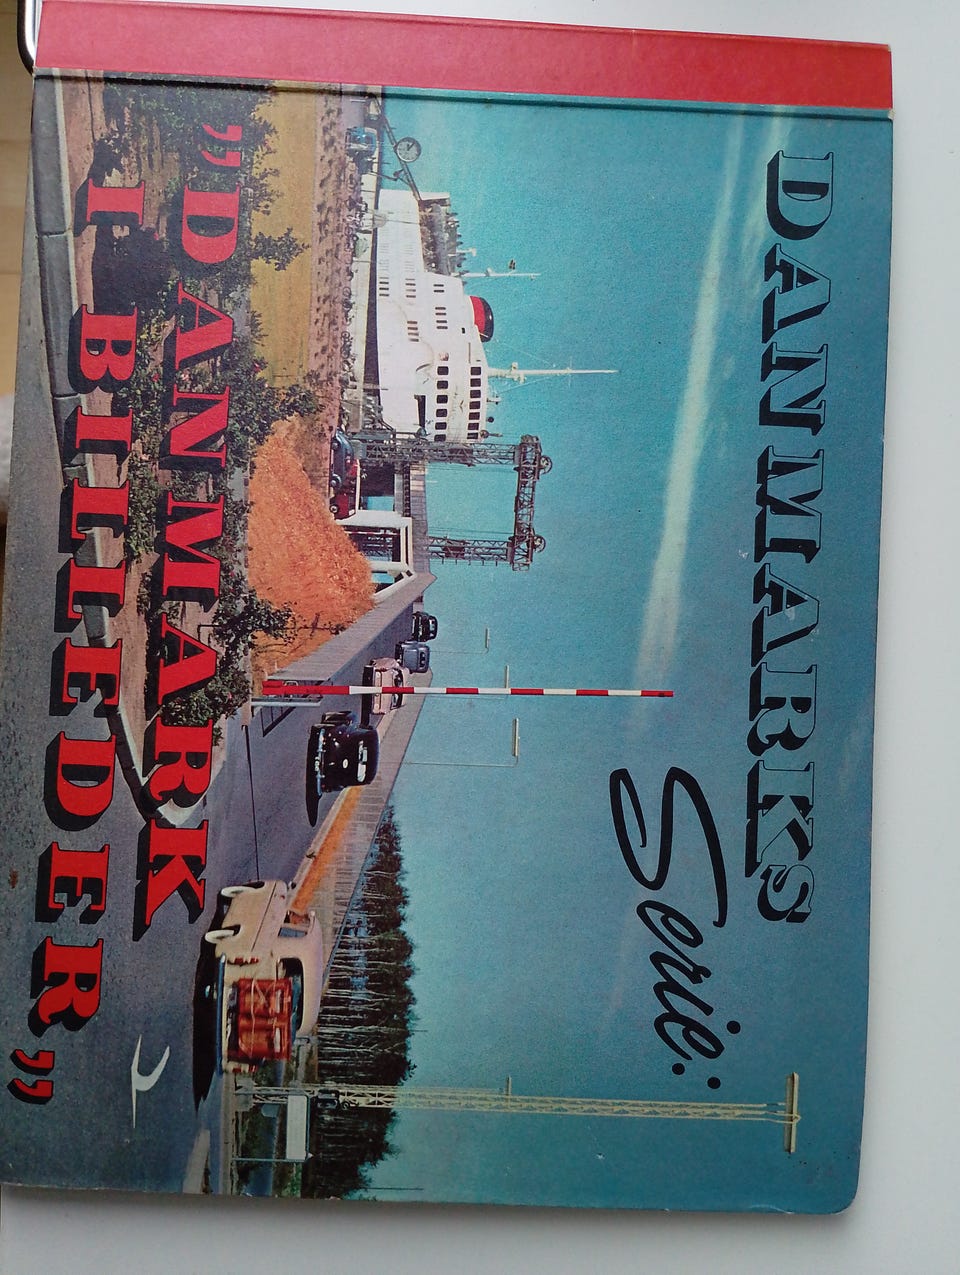 DANMARKS
Serie:
"DANMARK
I BILLEDER"